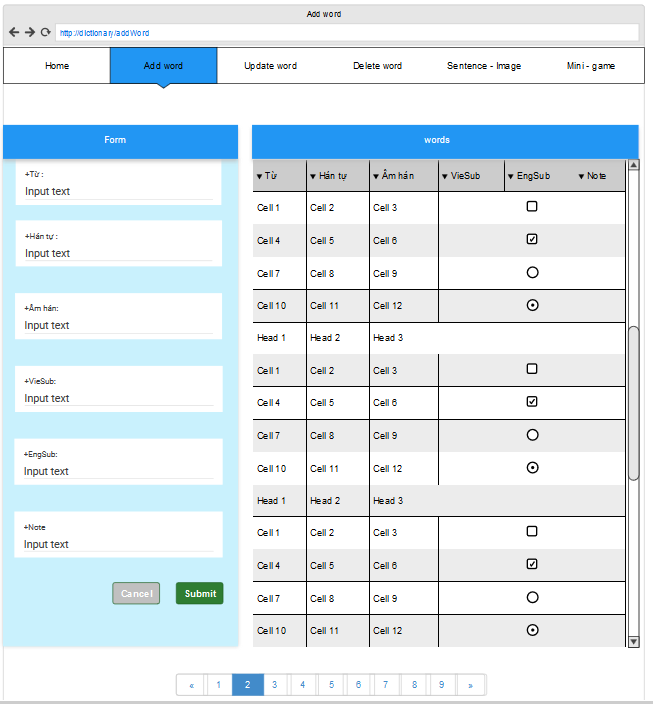 Add word
http://dictionary/addWord
Home Add word Update word Delete word Sentence - Image Mini - game
Form
+Từ :
Input text
+Hán tự :
Input text
+Âm hán:
Input text
+VieSub:
Input text
+EngSub:
Input text
+Note
Input text
Cancel Submit
words
▼ Từ ▼ Hán tự ▼ Âm hán ▼ VieSub ▼ EngSub ▼ Note
Cell 1 Cell 2 Cell 3
Cell 4 Cell 5 Cell 6
Cell 7 Cell 8 Cell 9
Cell 10 Cell 11 Cell 12
Head 1 Head 2 Head 3
Cell 1 Cell 2 Cell 3
Cell 4 Cell 5 Cell 6
Cell 7 Cell 8 Cell 9
Cell 10 Cell 11 Cell 12
Head 1 Head 2 Head 3
Cell 1 Cell 2 Cell 3
Cell 4 Cell 5 Cell 6
Cell 7 Cell 8 Cell 9
Cell 10 Cell 11 Cell 12
« 1 2 3 4 5 6 7 8 9 »